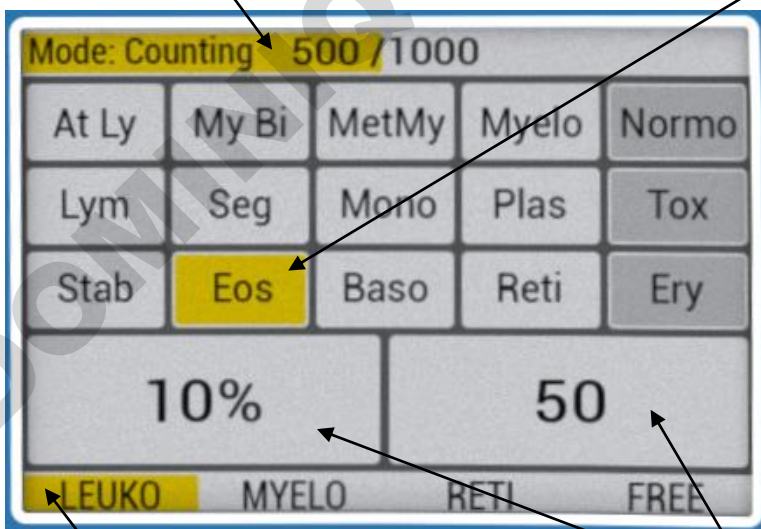 Mode: Counting 500 /1000
At Ly My Bi MetMy Myelo Normo
Lym Seg Mono Plas Tox
Stab Eos Baso Reti Ery
10% 50
LEUKO MYELO RETI FREE